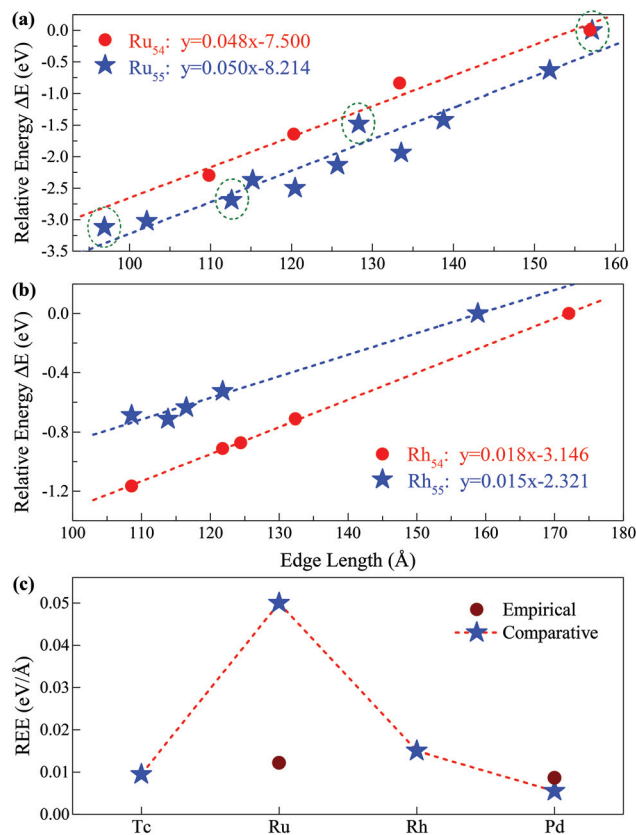 (a)
Ru54: y=0.048x-7.500
Ru55: y=0.050x-8.214
Relative Energy ΔE (eV)
0.0
-0.5
-1.0
-1.5
-2.0
-2.5
-3.0
-3.5
100 110 120 130 140 150 160
(b)
Relative Energy ΔE (eV)
0.0
-0.4
-0.8
-1.2
Rh54: y=0.018x-3.146
Rh55: y=0.015x-2.321
100 110 120 130 140 150 160 170 180
Edge Length (Å)
(c)
REE (eV/Å)
0.05
0.04
0.03
0.02
0.01
0.00
Empirical
Comparative
Tc Ru Rh Pd